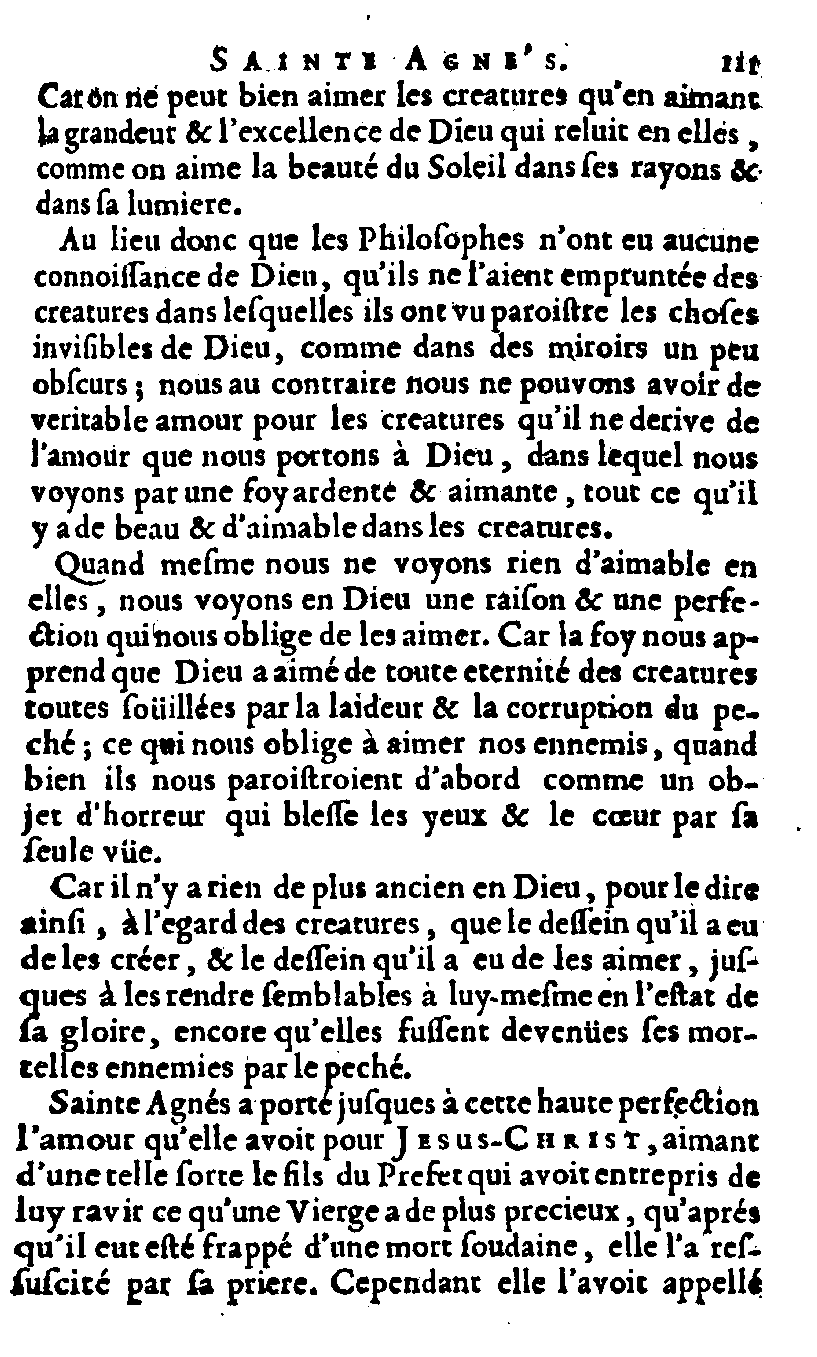 SAINTE AGNE'S. 111
Car on ne peut bien aimer les creatures qu'en aimant
la grandeur & l'excellence de Dieu qui reluit en elles,
comme on aime la beauté du Soleil dans ſes rayons &
dans ſa lumiere.
Au lieu donc que les Philoſophes n'ont eu aucune
connoiſſance de Dieu, qu'ils ne l'aient empruntée des
creatures dans leſquelles ils ont vu paroiſtre les choſes
inviſibles de Dieu, comme dans des miroirs un peu
obſcurs; nous au contraire nous ne pouvons avoir de
veritable amour pour les creatures qu'il ne derive de
l'amour que nous portons à Dieu, dans lequel nous
voyons par une foy ardente & aimante, tout ce qu'il
y a de beau & d'aimable dans les creatures.
Quand meſme nous ne voyons rien d'aimable en
elles, nous voyons en Dieu une raiſon & une perfe-
ction qui nous oblige de les aimer. Car la foy nous ap-
prend que Dieu a aimé de toute eternité des creatures
toutes ſoüillées par la laideur & la corruption du pe-
ché; ce qui nous oblige à aimer nos ennemis, quand
bien ils nous paroiſtroient d'abord comme un ob-
jet d'horreur qui bleſſe les yeux & le cœur par ſa
ſeule vüe.
Car il n'y a rien de plus ancien en Dieu, pour le dire
ainſi, à l'egard des creatures, que le deſſein qu'il a eu
de les créer, & le deſſein qu'il a eu de les aimer, juſ-
ques à les rendre ſemblables à luy-meſme en l'eſtat de
ſa gloire, encore qu'elles fuſſent devenües ſes mor-
telles ennemies par le peché.
Sainte Agnés a porté juſques à cette haute perfection
l'amour qu'elle avoit pour JESUS-CHRIST, aimant
d'une telle ſorte le fils du Prefet qui avoit entrepris de
luy ravir ce qu'une Vierge a de plus precieux, qu'aprés
qu'il eut eſté frappé d'une mort ſoudaine, elle l'a reſ-
ſuſcité par ſa priere. Cependant elle l'avoit appellé